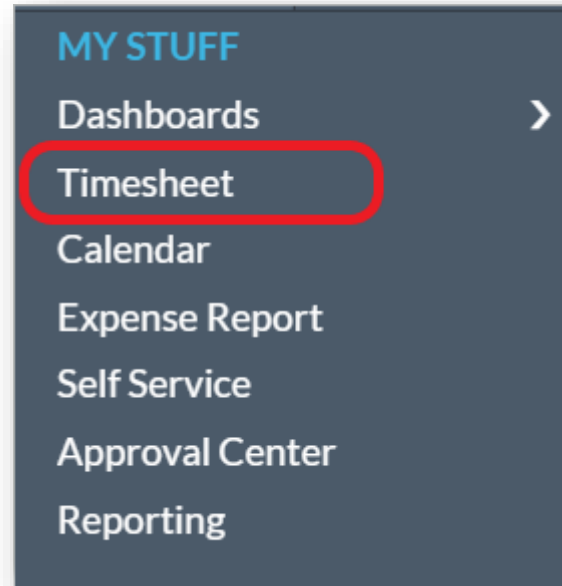 MY STUFF
Dashboards
Timesheet
Calendar
Expense Report
Self Service
Approval Center
Reporting